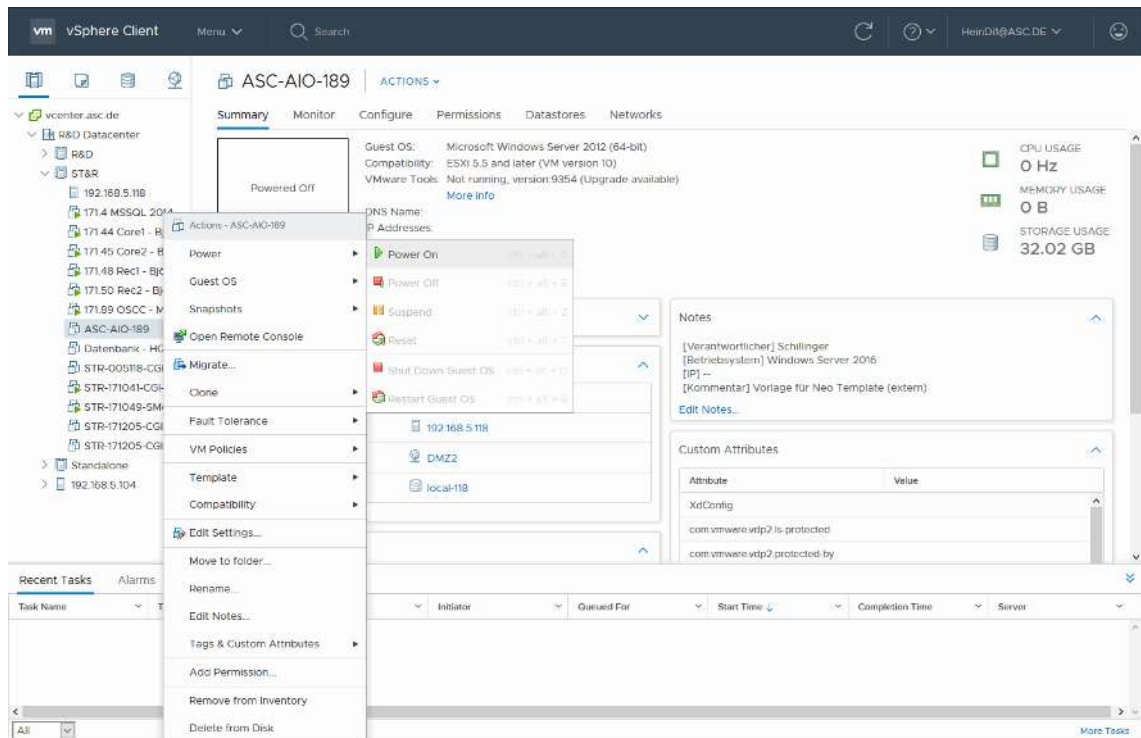 vm vSphere Client Menu Search HeinDiß@ASC.DE
ASC-AIO-189 ACTIONS
Summary Monitor Configure Permissions Datastores Networks
vcenter.asc.de
R&D Datacenter
R&D
ST&R
192.168.5.118
171.4 MSSQL 2014
171.44 Core1 - Bj
171.45 Core2 - B
171.48 Rec1 - Bjö
171.50 Rec2 - Bj
171.89 OSCC - M
ASC-AIO-189
Datenbank - HG
STR-005118-CGI
STR-171041-CGI-
STR-171049-SM
STR-171205-CGI
STR-171205-CGI
Standalone
192.168.5.104
Powered Off
Guest OS: Microsoft Windows Server 2012 (64-bit)
Compatibility: ESXi 5.5 and later (VM version 10)
VMware Tools: Not running, version:9354 (Upgrade available)
More info
DNS Name:
IP Addresses:
CPU USAGE
0 Hz
MEMORY USAGE
0 B
STORAGE USAGE
32.02 GB
Actions - ASC-AIO-189
Power
Guest OS
Snapshots
Open Remote Console
Migrate...
Clone
Fault Tolerance
VM Policies
Template
Compatibility
Edit Settings...
Move to folder...
Rename...
Edit Notes...
Tags & Custom Attributes
Add Permission...
Remove from Inventory
Delete from Disk
Power On
Power Off
Suspend
Reset
Shut Down Guest OS
Restart Guest OS
192.168.5.118
DMZ2
local-118
Notes
[Verantwortlicher] Schillinger
[Betriebsystem] Windows Server 2016
[IP] --
[Kommentar] Vorlage für Neo Template (extern)
Edit Notes...
Custom Attributes
Attribute Value
XdConfig
com.vmware.vdp2.is-protected
com.vmware.vdp2.protected-by
Recent Tasks Alarms
Task Name T Initiator Queued For Start Time Completion Time Server
All More Tasks